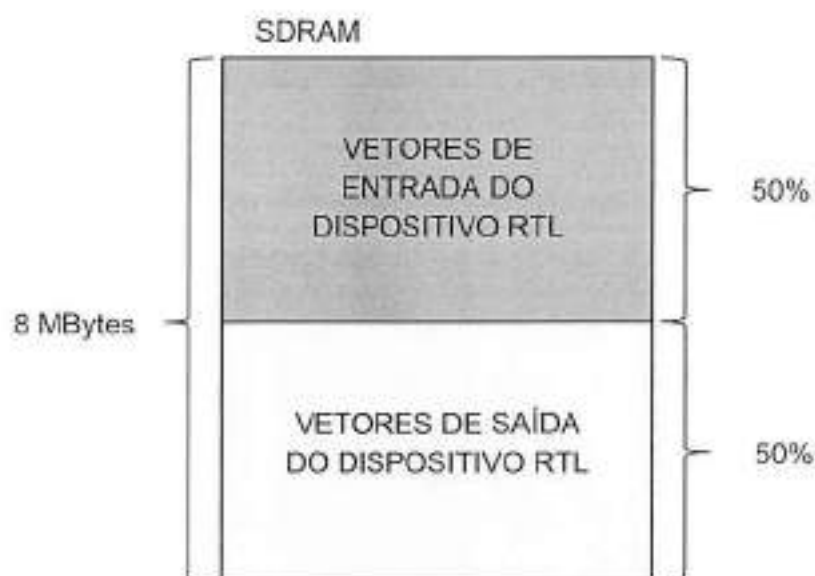 SDRAM
VETORES DE
ENTRADA DO
DISPOSITIVO RTL
50%
8 MBytes
VETORES DE SAÍDA
DO DISPOSITIVO RTL
50%